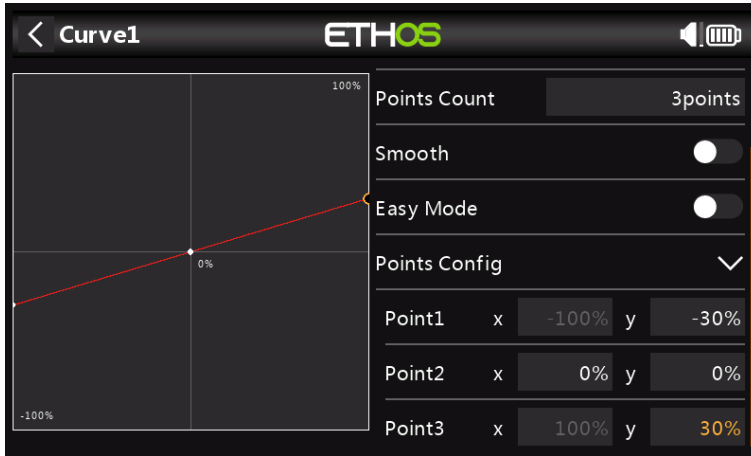 Curve1
ETHOS
100%
0%
-100%
Points Count 3points
Smooth
Easy Mode
Points Config
Point1 x -100% y -30%
Point2 x 0% y 0%
Point3 x 100% y 30%